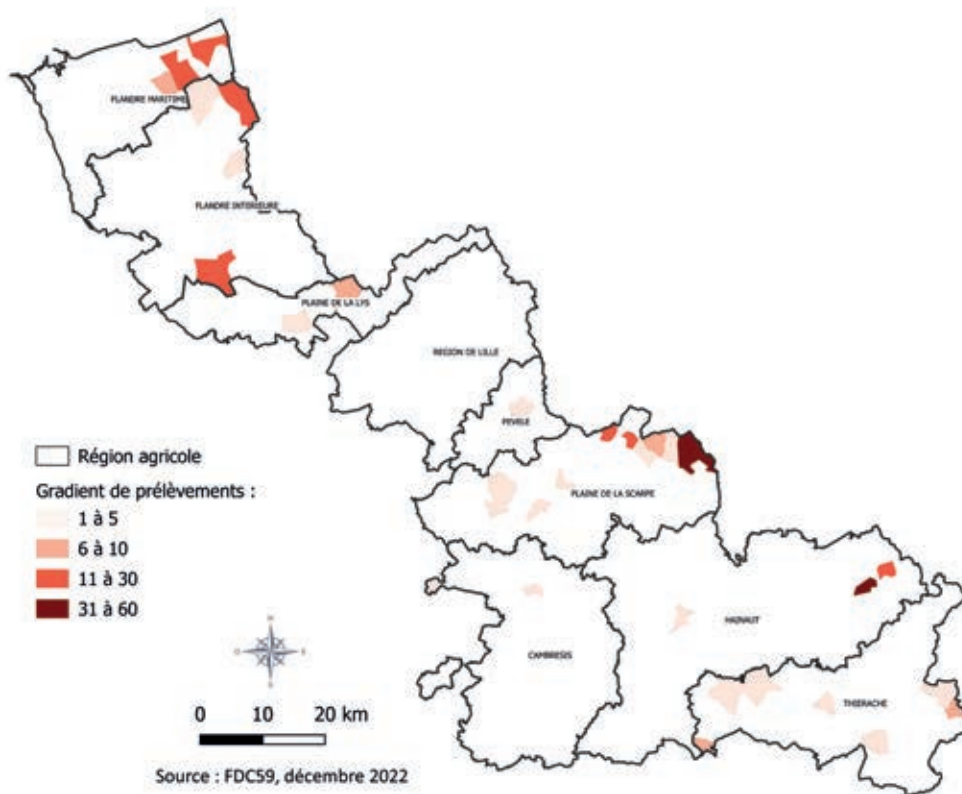 FLANDRE MARITIME
FLANDRE INTERIEURE
PLAINE DE LA LYS
REGION DE LILLE
PEVELE
PLAINE DE LA SCARPE
HAINAUT
CAMBRESIS
THIERACHE
Région agricole
Gradient de prélèvements :
1 à 5
6 à 10
11 à 30
31 à 60
N
O
E
S
0 10 20 km
Source : FDC59, décembre 2022